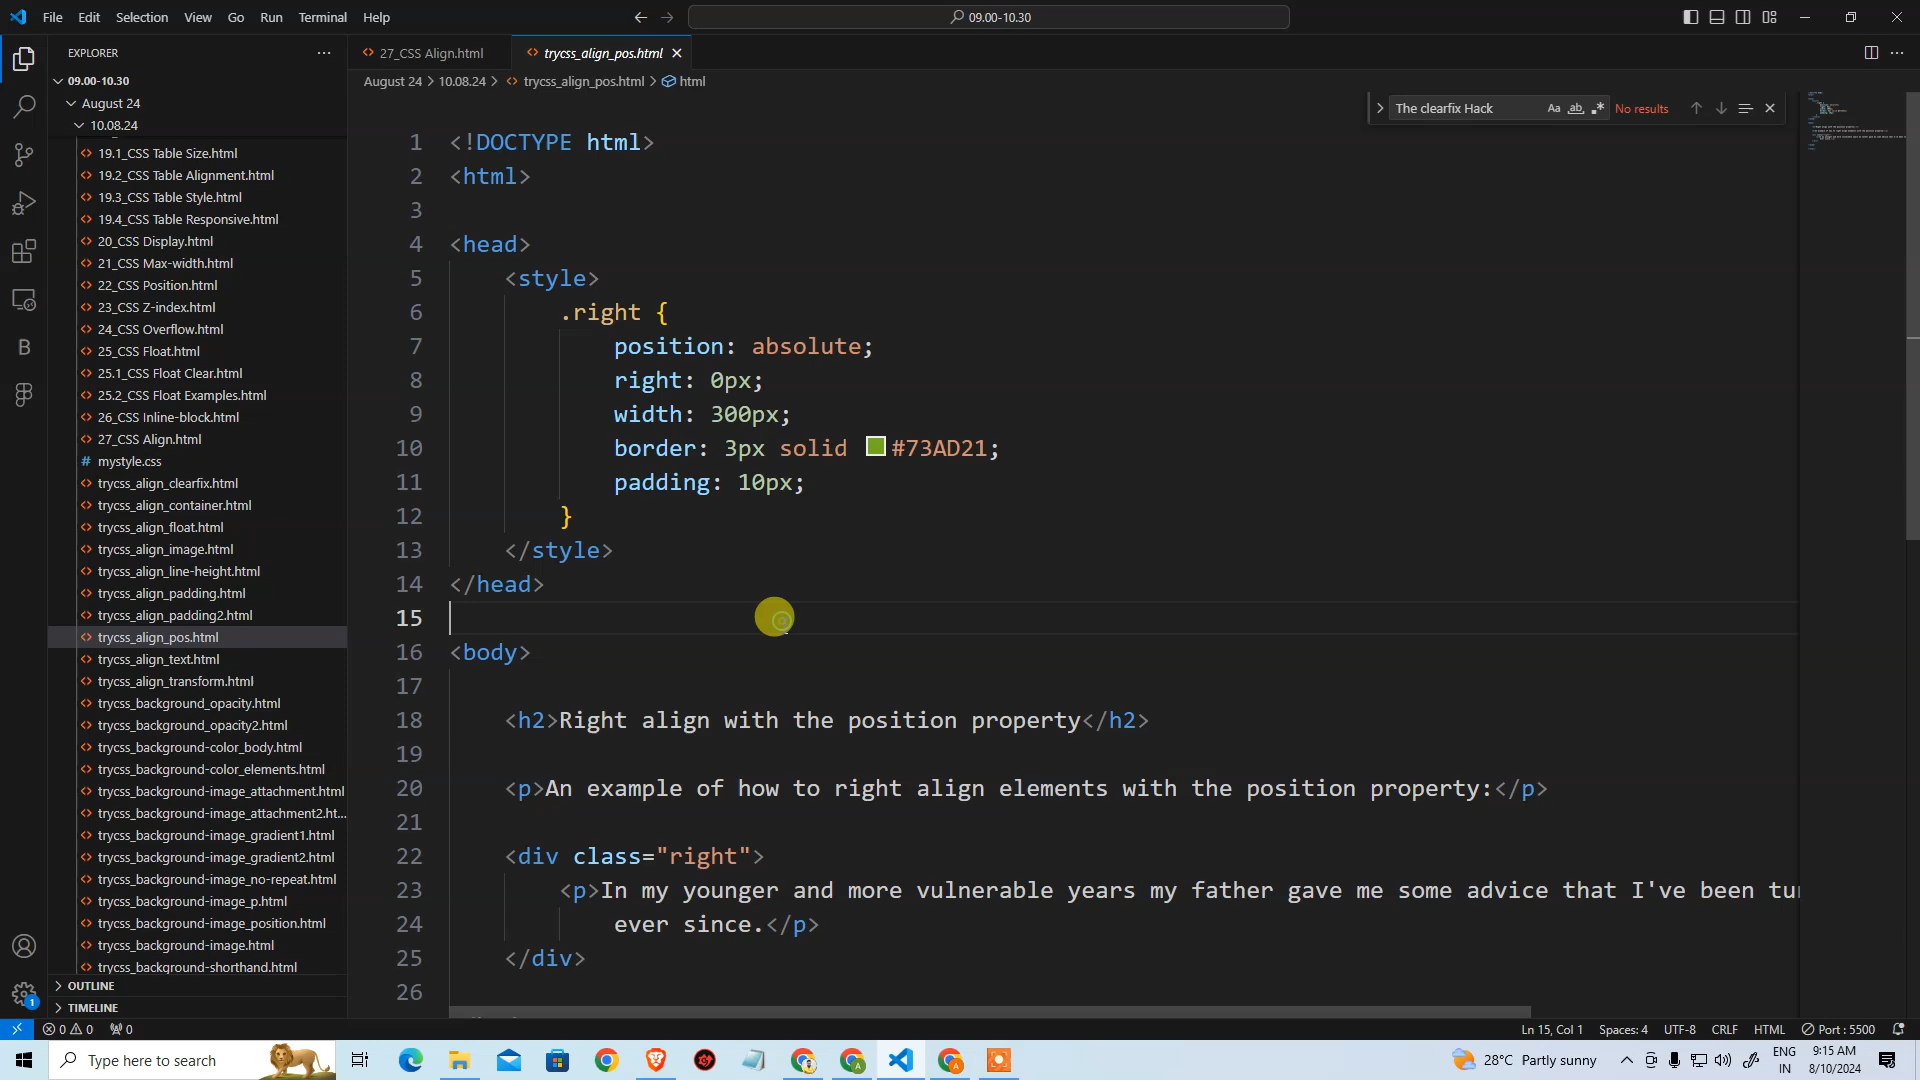 File Edit Selection View Go Run Terminal Help
09.00-10.30
EXPLORER
27_CSS Align.html
trycss_align_pos.html
09.00-10.30
August 24 > 10.08.24 > trycss_align_pos.html > html
August 24
10.08.24
The clearfix Hack
Aa ab No results
19.1_CSS Table Size.html
19.2_CSS Table Alignment.html
19.3_CSS Table Style.html
19.4_CSS Table Responsive.html
20_CSS Display.html
21_CSS Max-width.html
22_CSS Position.html
23_CSS Z-index.html
24_CSS Overflow.html
25_CSS Float.html
25.1_CSS Float Clear.html
25.2_CSS Float Examples.html
26_CSS Inline-block.html
27_CSS Align.html
# mystyle.css
trycss_align_clearfix.html
trycss_align_container.html
trycss_align_float.html
trycss_align_image.html
trycss_align_line-height.html
trycss_align_padding.html
trycss_align_padding2.html
trycss_align_pos.html
trycss_align_text.html
trycss_align_transform.html
trycss_background_opacity.html
trycss_background_opacity2.html
trycss_background-color_body.html
trycss_background-color_elements.html
trycss_background-image_attachment.html
trycss_background-image_attachment2.ht...
trycss_background-image_gradient1.html
trycss_background-image_gradient2.html
trycss_background-image_no-repeat.html
trycss_background-image_p.html
trycss_background-image_position.html
trycss_background-image.html
trycss_background-shorthand.html
OUTLINE
TIMELINE
1 <!DOCTYPE html>
2 <html>
3
4 <head>
5 <style>
6 .right {
7 position: absolute;
8 right: 0px;
9 width: 300px;
10 border: 3px solid #73AD21;
11 padding: 10px;
12 }
13 </style>
14 </head>
15
16 <body>
17
18 <h2>Right align with the position property</h2>
19
20 <p>An example of how to right align elements with the position property:</p>
21
22 <div class="right">
23 <p>In my younger and more vulnerable years my father gave me some advice that I've been tu
24 ever since.</p>
25 </div>
26
0 0 0
Ln 15, Col 1 Spaces: 4 UTF-8 CRLF HTML Port : 5500
Type here to search
28°C Partly sunny
ENG
IN
9:15 AM
8/10/2024